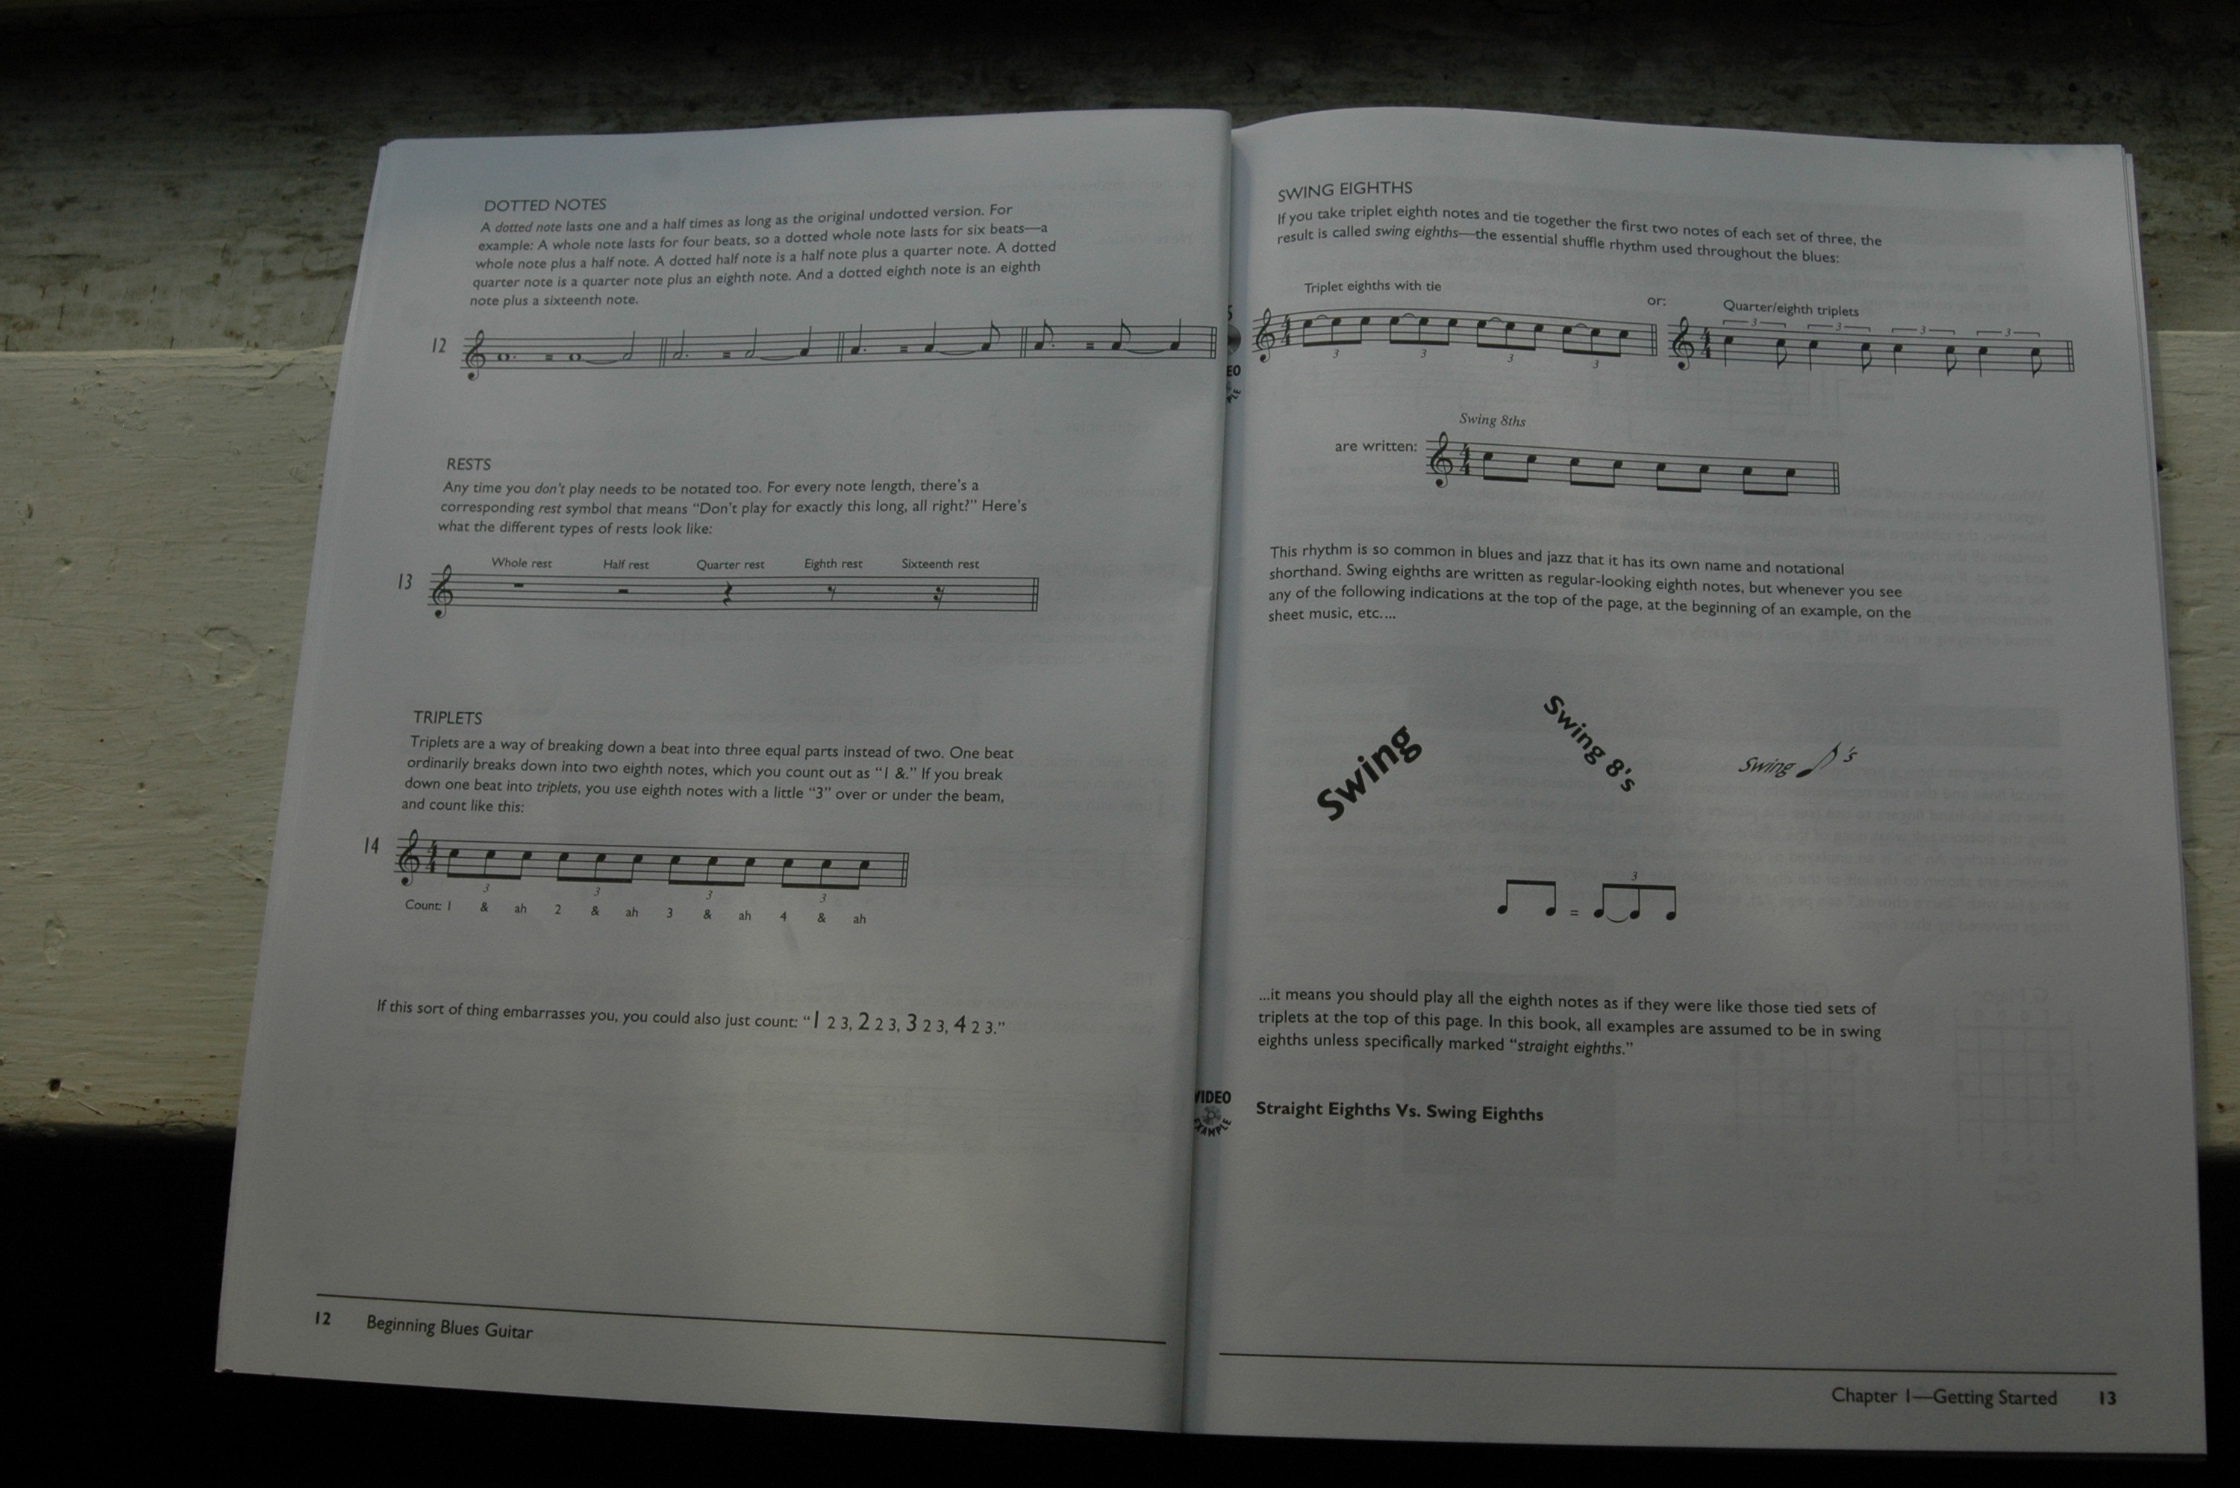 DOTTED NOTES
A dotted note lasts one and a half times as long as the original undotted version. For
example: A whole note lasts for four beats, so a dotted whole note lasts for six beats—a
whole note plus a half note. A dotted half note is a half note plus a quarter note. A dotted
quarter note is a quarter note plus an eighth note. And a dotted eighth note is an eighth
note plus a sixteenth note.
12
RESTS
Any time you don't play needs to be notated too. For every note length, there's a
corresponding rest symbol that means “Don't play for exactly this long, all right?” Here's
what the different types of rests look like:
Whole rest Half rest Quarter rest Eighth rest Sixteenth rest
13
TRIPLETS
Triplets are a way of breaking down a beat into three equal parts instead of two. One beat
ordinarily breaks down into two eighth notes, which you count out as “1 &.” If you break
down one beat into triplets, you use eighth notes with a little “3” over or under the beam,
and count like this:
14
4 4
3 3 3 3
Count: 1 & ah 2 & ah 3 & ah 4 & ah
If this sort of thing embarrasses you, you could also just count: “1 2 3, 2 2 3, 3 2 3, 4 2 3.”
12 Beginning Blues Guitar
SWING EIGHTHS
If you take triplet eighth notes and tie together the first two notes of each set of three, the
result is called swing eighths—the essential shuffle rhythm used throughout the blues:
Triplet eighths with tie
or:
Quarter/eighth triplets
3 3 3 3
4 4
4 4
3 3 3 3
Swing 8ths
are written:
4 4
This rhythm is so common in blues and jazz that it has its own name and notational
shorthand. Swing eighths are written as regular-looking eighth notes, but whenever you see
any of the following indications at the top of the page, at the beginning of an example, on the
sheet music, etc....
Swing
Swing 8's
Swing ♪'s
3
=
...it means you should play all the eighth notes as if they were like those tied sets of
triplets at the top of this page. In this book, all examples are assumed to be in swing
eighths unless specifically marked “straight eighths.”
VIDEO
EXAMPLE
Straight Eighths Vs. Swing Eighths
Chapter 1—Getting Started 13